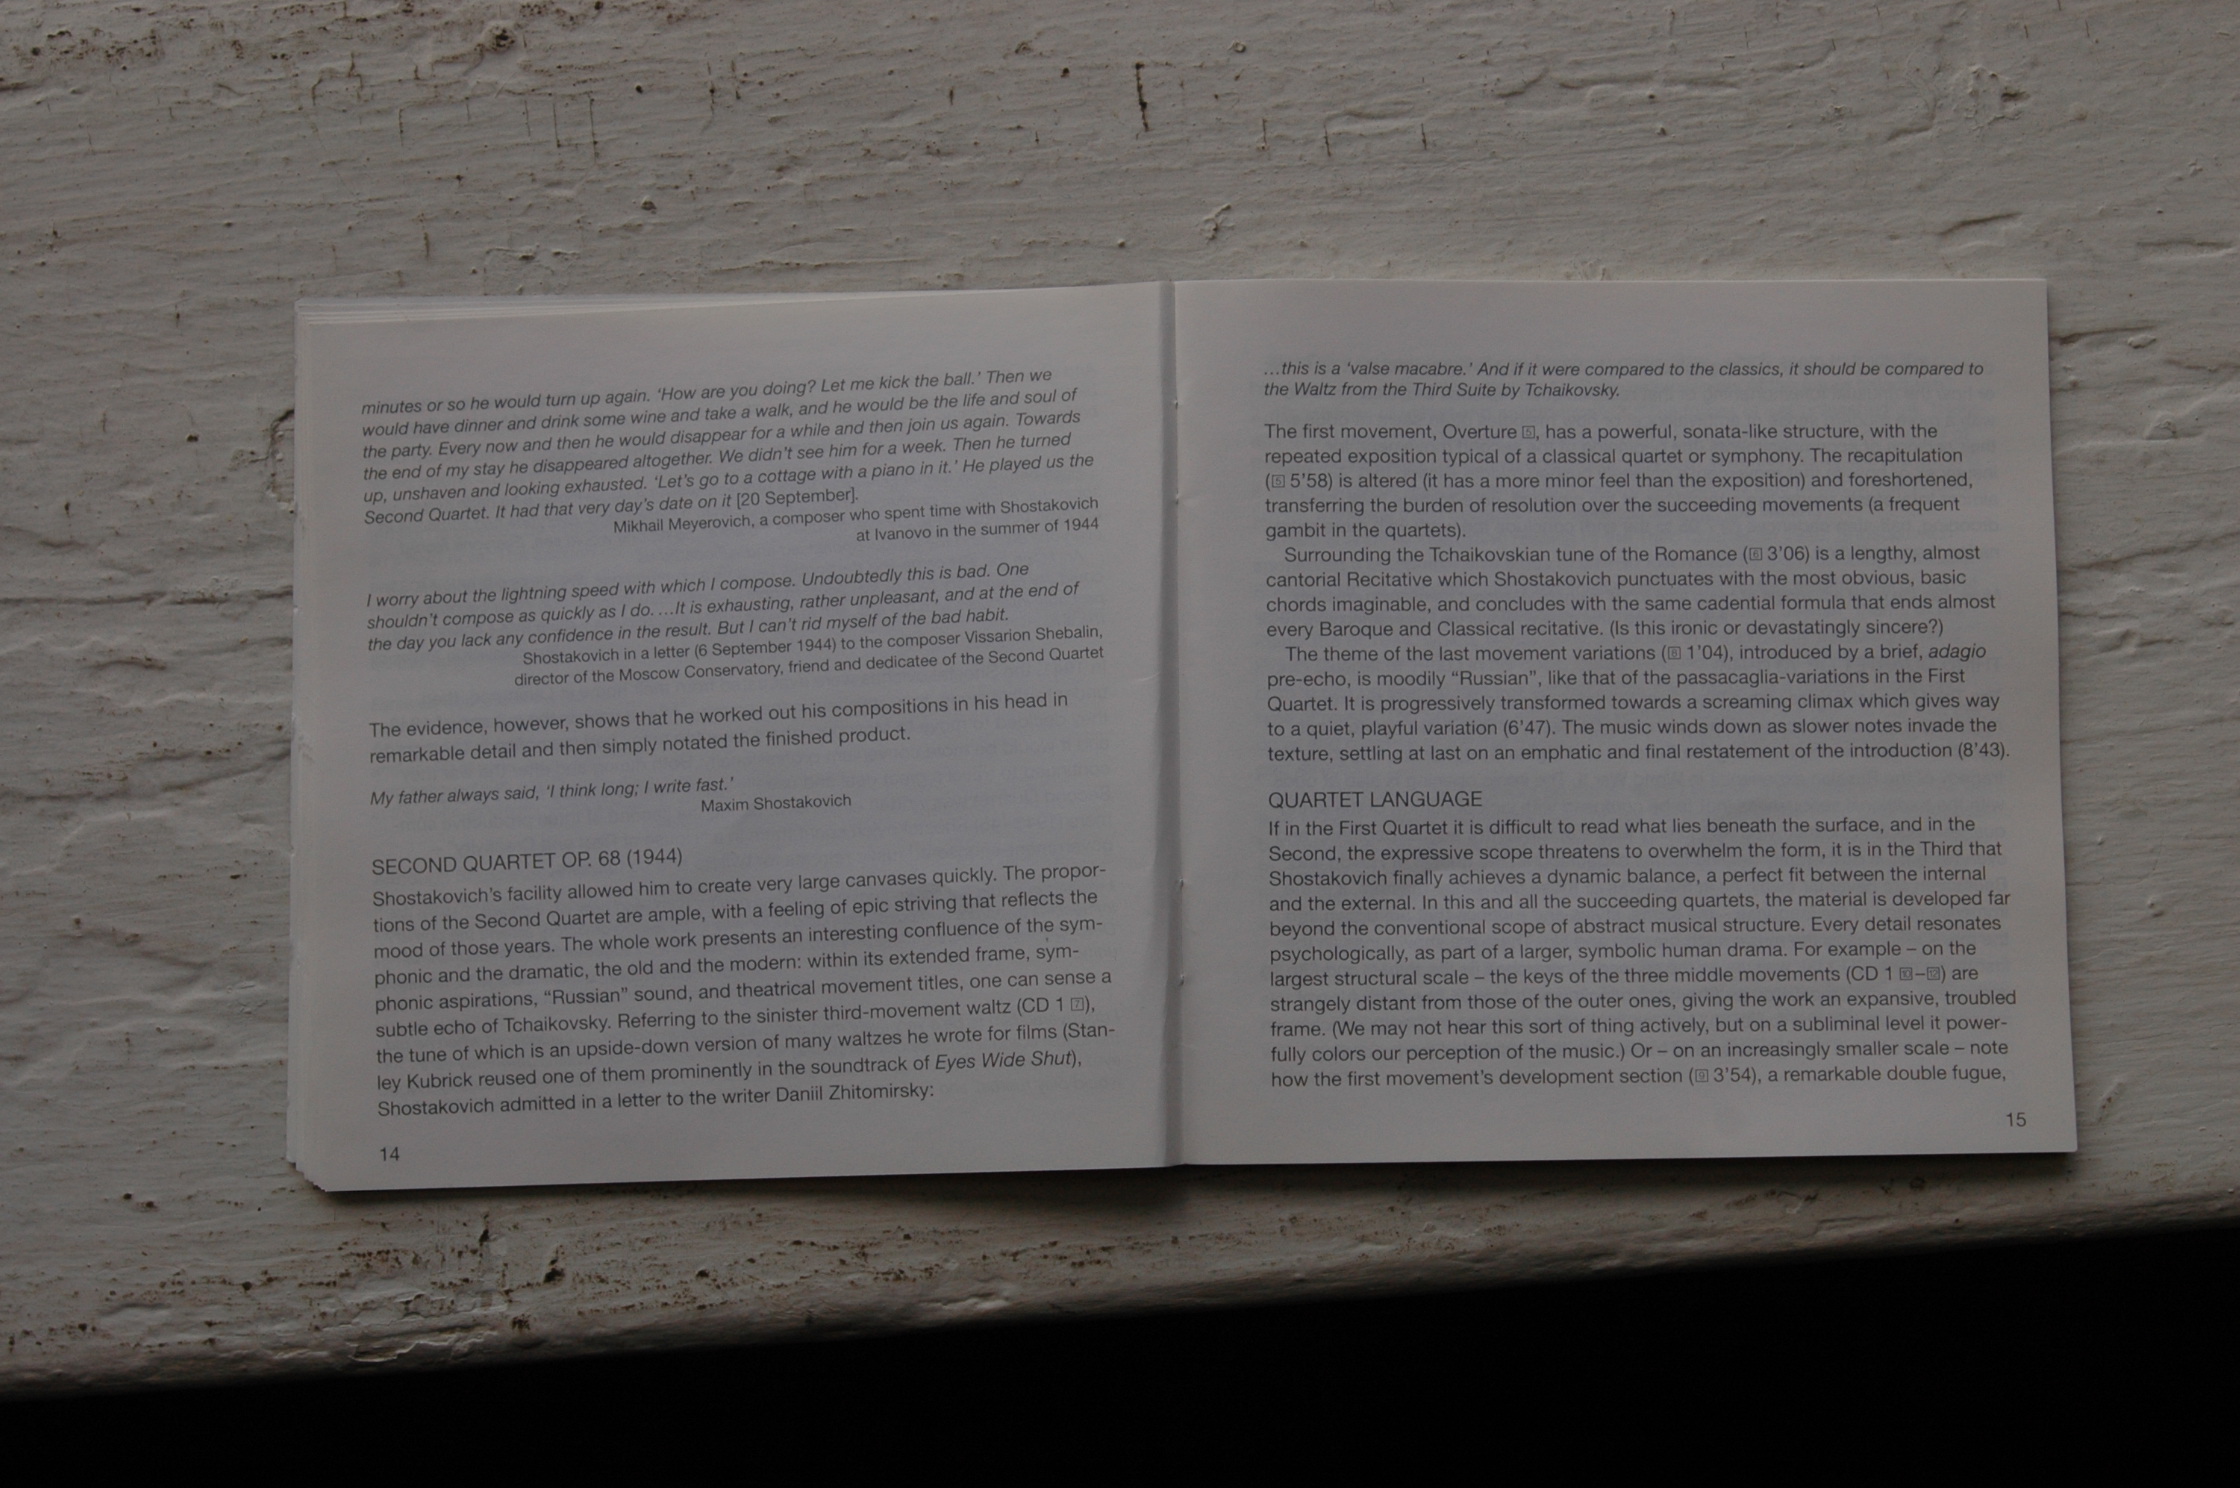 minutes or so he would turn up again. ‘How are you doing? Let me kick the ball.’ Then we
would have dinner and drink some wine and take a walk, and he would be the life and soul of
the party. Every now and then he would disappear for a while and then join us again. Towards
the end of my stay he disappeared altogether. We didn’t see him for a week. Then he turned
up, unshaven and looking exhausted. ‘Let’s go to a cottage with a piano in it.’ He played us the
Second Quartet. It had that very day’s date on it [20 September].
Mikhail Meyerovich, a composer who spent time with Shostakovich
at Ivanovo in the summer of 1944
I worry about the lightning speed with which I compose. Undoubtedly this is bad. One
shouldn’t compose as quickly as I do. ...It is exhausting, rather unpleasant, and at the end of
the day you lack any confidence in the result. But I can’t rid myself of the bad habit.
Shostakovich in a letter (6 September 1944) to the composer Vissarion Shebalin,
director of the Moscow Conservatory, friend and dedicatee of the Second Quartet
The evidence, however, shows that he worked out his compositions in his head in
remarkable detail and then simply notated the finished product.
My father always said, ‘I think long; I write fast.’
Maxim Shostakovich
SECOND QUARTET OP. 68 (1944)
Shostakovich’s facility allowed him to create very large canvases quickly. The propor-
tions of the Second Quartet are ample, with a feeling of epic striving that reflects the
mood of those years. The whole work presents an interesting confluence of the sym-
phonic and the dramatic, the old and the modern: within its extended frame, sym-
phonic aspirations, “Russian” sound, and theatrical movement titles, one can sense a
subtle echo of Tchaikovsky. Referring to the sinister third-movement waltz (CD 1 7),
the tune of which is an upside-down version of many waltzes he wrote for films (Stan-
ley Kubrick reused one of them prominently in the soundtrack of Eyes Wide Shut),
Shostakovich admitted in a letter to the writer Daniil Zhitomirsky:
14
...this is a ‘valse macabre.’ And if it were compared to the classics, it should be compared to
the Waltz from the Third Suite by Tchaikovsky.
The first movement, Overture 5, has a powerful, sonata-like structure, with the
repeated exposition typical of a classical quartet or symphony. The recapitulation
(5 5’58) is altered (it has a more minor feel than the exposition) and foreshortened,
transferring the burden of resolution over the succeeding movements (a frequent
gambit in the quartets).
Surrounding the Tchaikovskian tune of the Romance (6 3’06) is a lengthy, almost
cantorial Recitative which Shostakovich punctuates with the most obvious, basic
chords imaginable, and concludes with the same cadential formula that ends almost
every Baroque and Classical recitative. (Is this ironic or devastatingly sincere?)
The theme of the last movement variations (8 1’04), introduced by a brief, adagio
pre-echo, is moodily “Russian”, like that of the passacaglia-variations in the First
Quartet. It is progressively transformed towards a screaming climax which gives way
to a quiet, playful variation (6’47). The music winds down as slower notes invade the
texture, settling at last on an emphatic and final restatement of the introduction (8’43).
QUARTET LANGUAGE
If in the First Quartet it is difficult to read what lies beneath the surface, and in the
Second, the expressive scope threatens to overwhelm the form, it is in the Third that
Shostakovich finally achieves a dynamic balance, a perfect fit between the internal
and the external. In this and all the succeeding quartets, the material is developed far
beyond the conventional scope of abstract musical structure. Every detail resonates
psychologically, as part of a larger, symbolic human drama. For example – on the
largest structural scale – the keys of the three middle movements (CD 1 10–12) are
strangely distant from those of the outer ones, giving the work an expansive, troubled
frame. (We may not hear this sort of thing actively, but on a subliminal level it power-
fully colors our perception of the music.) Or – on an increasingly smaller scale – note
how the first movement’s development section (9 3’54), a remarkable double fugue,
15